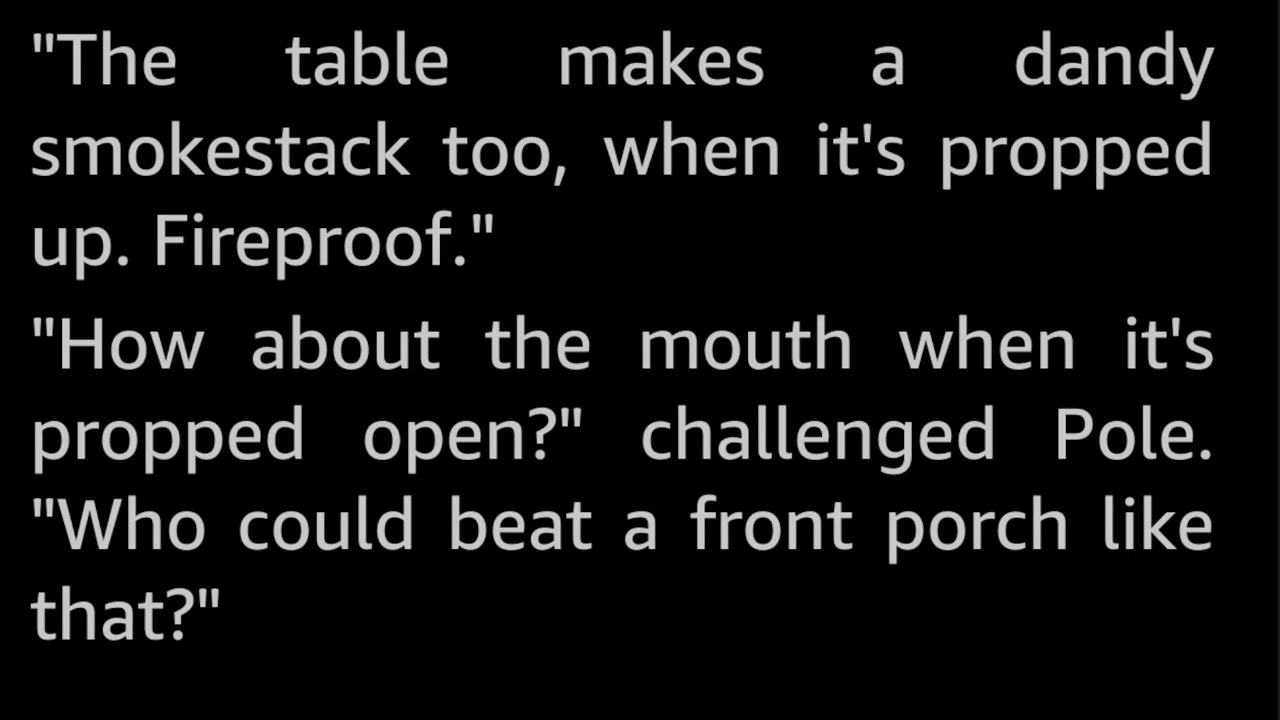 "The table makes a dandy
smokestack too, when it's propped
up. Fireproof."
"How about the mouth when it's
propped open?" challenged Pole.
"Who could beat a front porch like
that?"